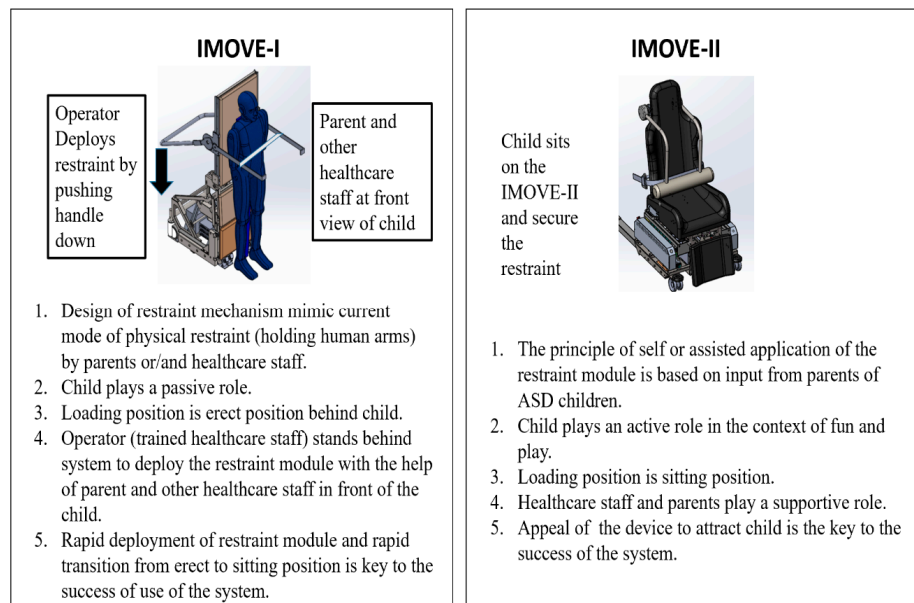 IMOVE-I
Operator
Deploys
restraint by
pushing
handle
down
Parent and
other
healthcare
staff at front
view of child
1. Design of restraint mechanism mimic current
mode of physical restraint (holding human arms)
by parents or/and healthcare staff.
2. Child plays a passive role.
3. Loading position is erect position behind child.
4. Operator (trained healthcare staff) stands behind
system to deploy the restraint module with the help
of parent and other healthcare staff in front of the
child.
5. Rapid deployment of restraint module and rapid
transition from erect to sitting position is key to the
success of use of the system.
IMOVE-II
Child sits
on the
IMOVE-II
and secure
the
restraint
1. The principle of self or assisted application of the
restraint module is based on input from parents of
ASD children.
2. Child plays an active role in the context of fun and
play.
3. Loading position is sitting position.
4. Healthcare staff and parents play a supportive role.
5. Appeal of the device to attract child is the key to the
success of the system.